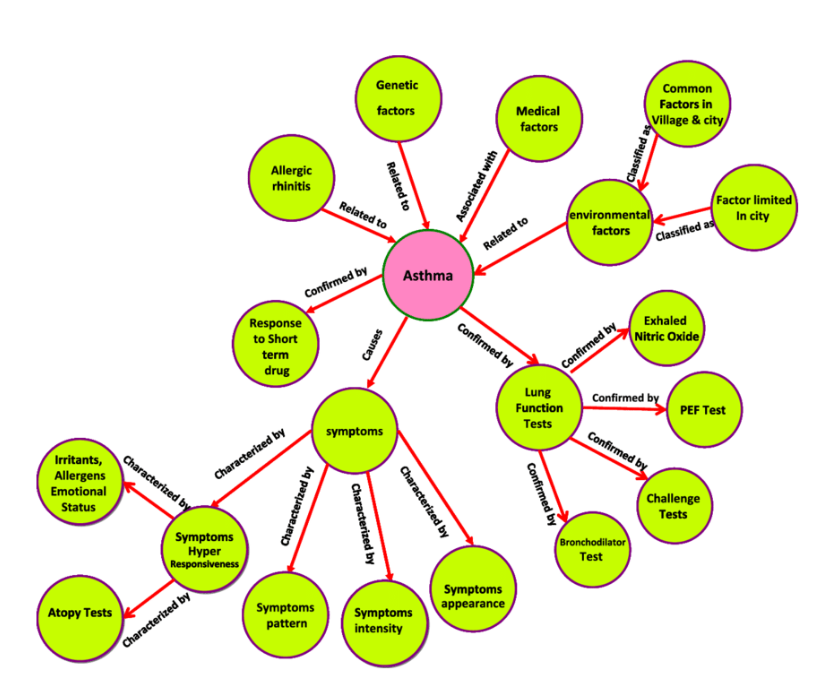 Genetic
factors
Medical
factors
Common
Factors in
Village & city
Allergic
rhinitis
Related to
Associated with
Classified as
Factor limited
In city
environmental
factors
Classified as
Related to
Related to
Asthma
Confirmed by
Response
to Short
term
drug
Causes
Confirmed by
Exhaled
Nitric Oxide
Confirmed by
Lung
Function
Tests
Confirmed by
PEF Test
Confirmed by
Challenge
Tests
Confirmed by
Bronchodilator
Test
symptoms
Characterized by
Characterized by
Characterized by
Characterized by
Irritants,
Allergens
Emotional
Status
Characterized by
Symptoms
Hyper
Responsiveness
Atopy Tests
Characterized by
Symptoms
pattern
Symptoms
intensity
Symptoms
appearance